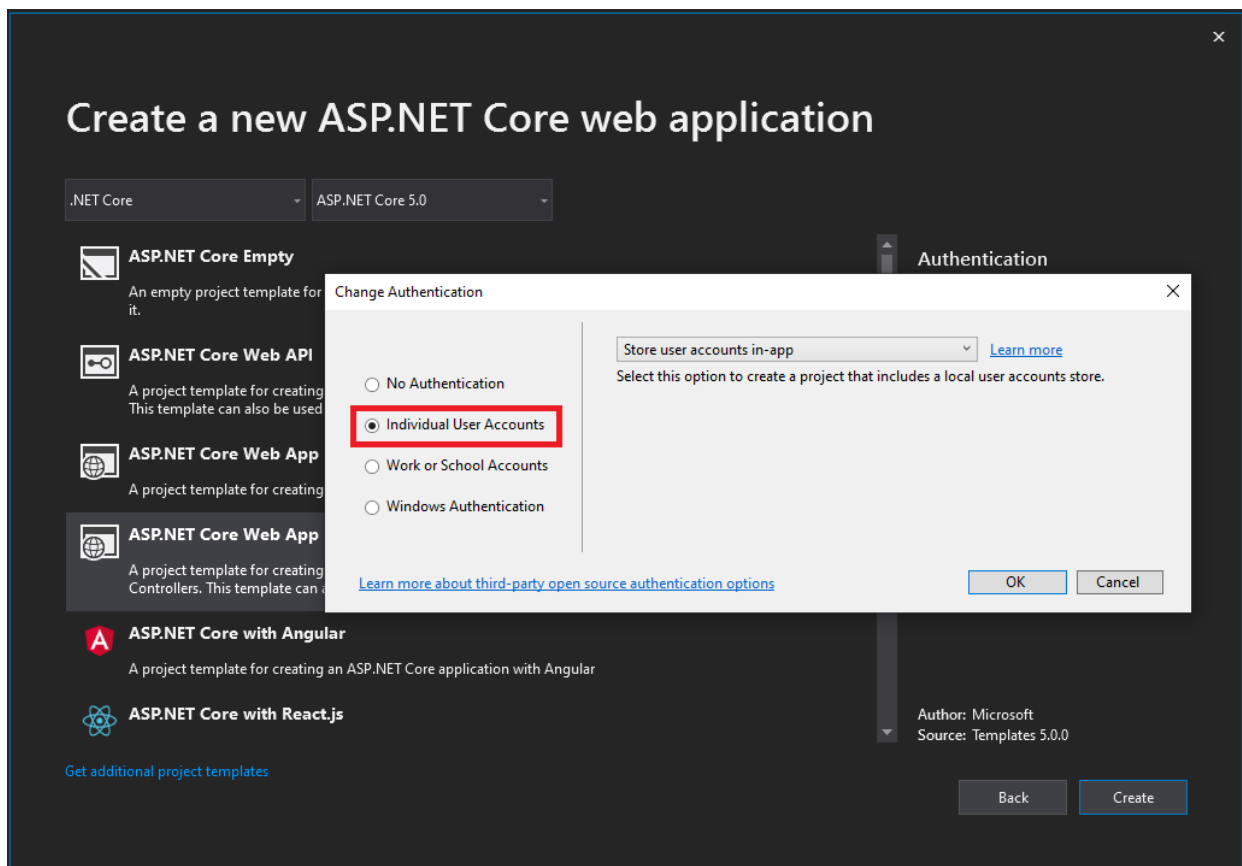 Create a new ASP.NET Core web application
.NET Core
ASP.NET Core 5.0
ASP.NET Core Empty
An empty project template for
it.
ASP.NET Core Web API
A project template for creating
This template can also be used
ASP.NET Core Web App
A project template for creating
ASP.NET Core Web App
A project template for creating
Controllers. This template can
ASP.NET Core with Angular
A project template for creating an ASP.NET Core application with Angular
ASP.NET Core with React.js
Get additional project templates
Authentication
Change Authentication
No Authentication
Individual User Accounts
Work or School Accounts
Windows Authentication
Store user accounts in-app
Learn more
Select this option to create a project that includes a local user accounts store.
Learn more about third-party open source authentication options
OK
Cancel
Author: Microsoft
Source: Templates 5.0.0
Back
Create